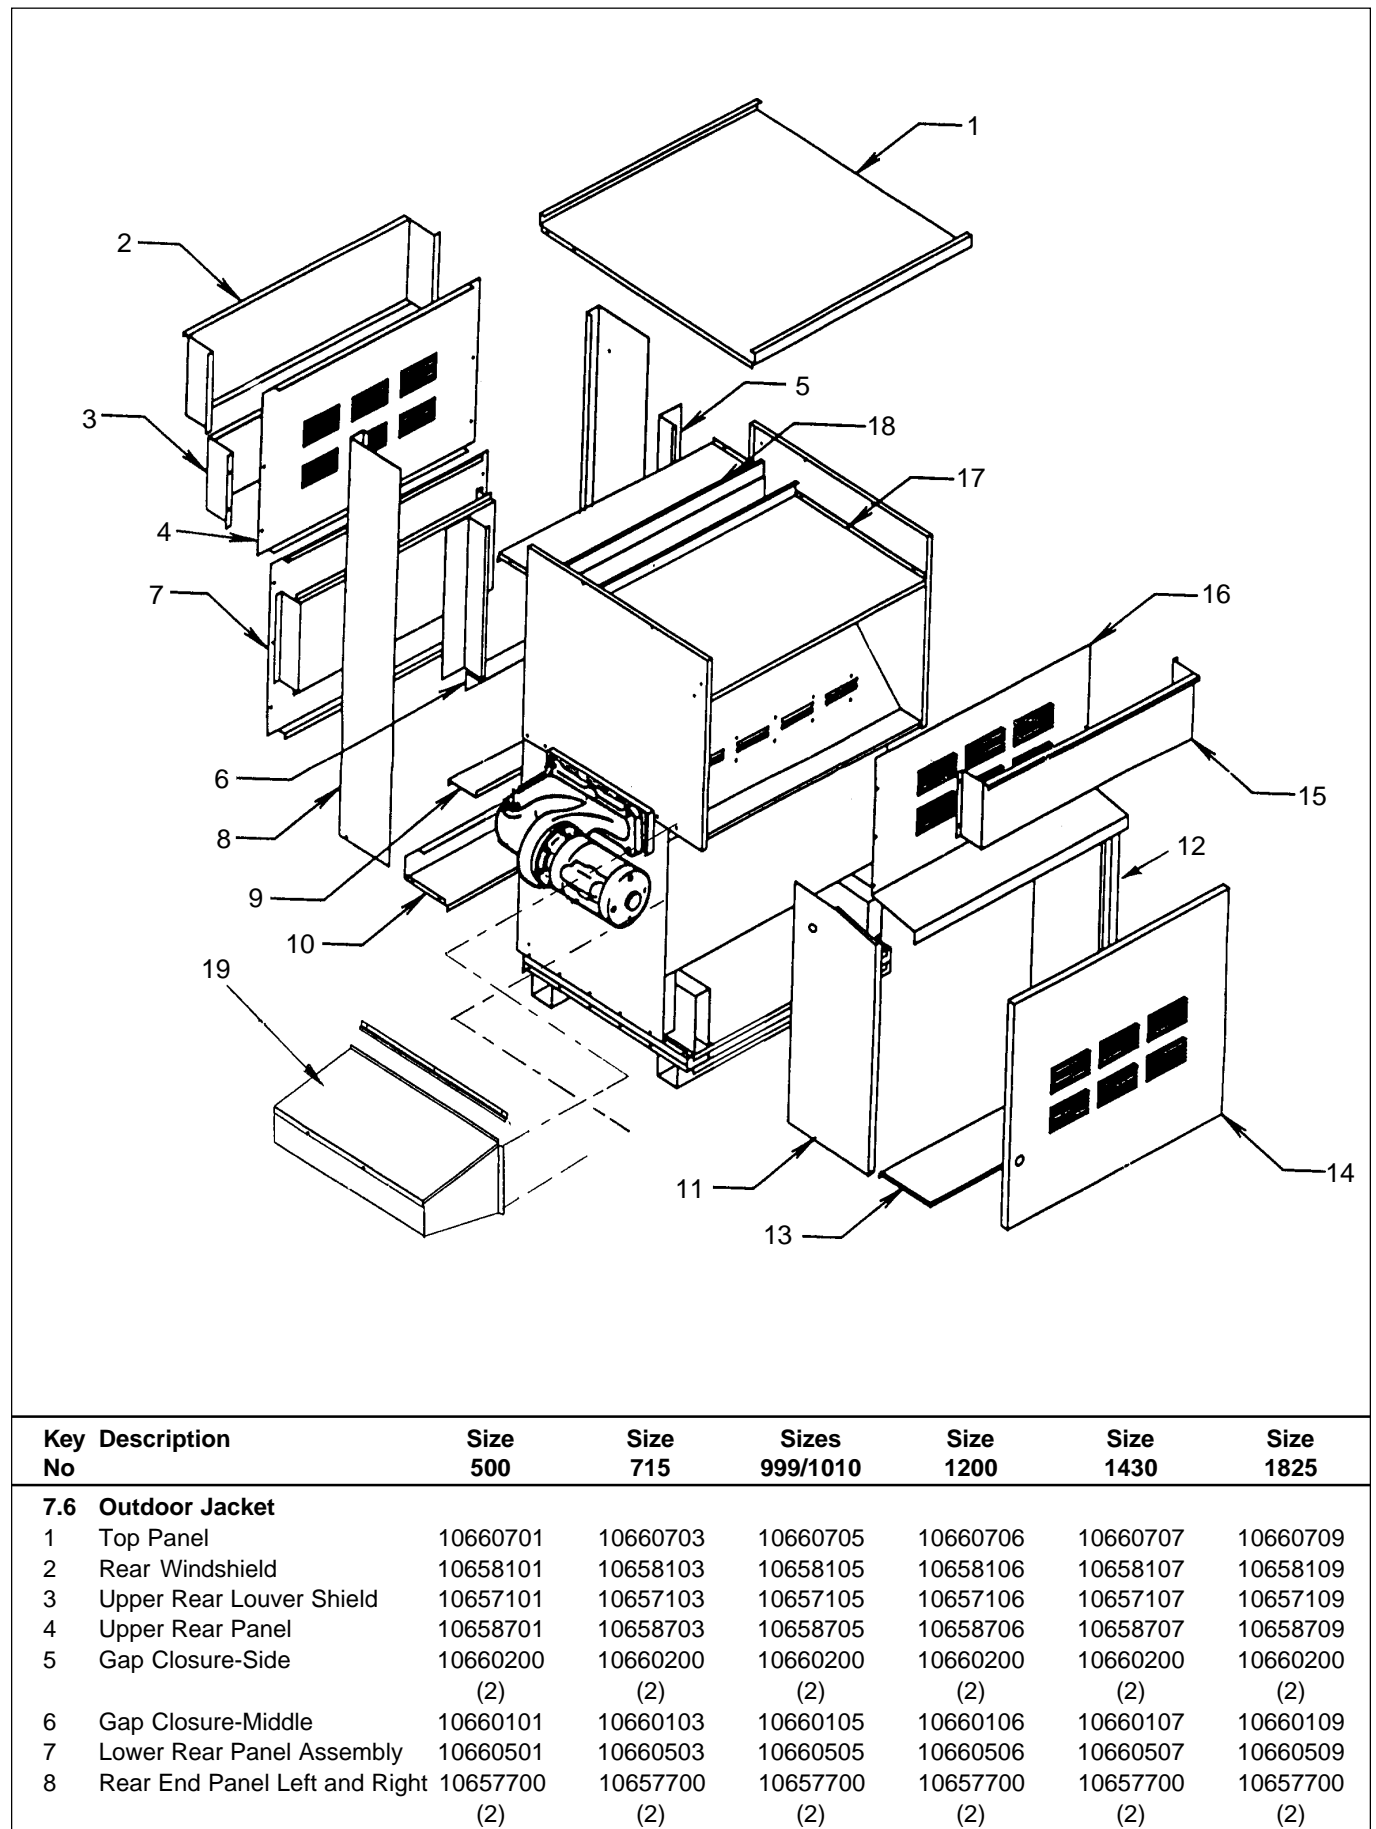 1
2
5
3
18
17
4
7
16
6
15
8
12
9
10
19
14
11
13
Key Description Size Size Sizes Size Size Size
No 500 715 999/1010 1200 1430 1825
7.6 Outdoor Jacket
1 Top Panel 10660701 10660703 10660705 10660706 10660707 10660709
2 Rear Windshield 10658101 10658103 10658105 10658106 10658107 10658109
3 Upper Rear Louver Shield 10657101 10657103 10657105 10657106 10657107 10657109
4 Upper Rear Panel 10658701 10658703 10658705 10658706 10658707 10658709
5 Gap Closure-Side 10660200 10660200 10660200 10660200 10660200 10660200
(2) (2) (2) (2) (2) (2)
6 Gap Closure-Middle 10660101 10660103 10660105 10660106 10660107 10660109
7 Lower Rear Panel Assembly 10660501 10660503 10660505 10660506 10660507 10660509
8 Rear End Panel Left and Right 10657700 10657700 10657700 10657700 10657700 10657700
(2) (2) (2) (2) (2) (2)